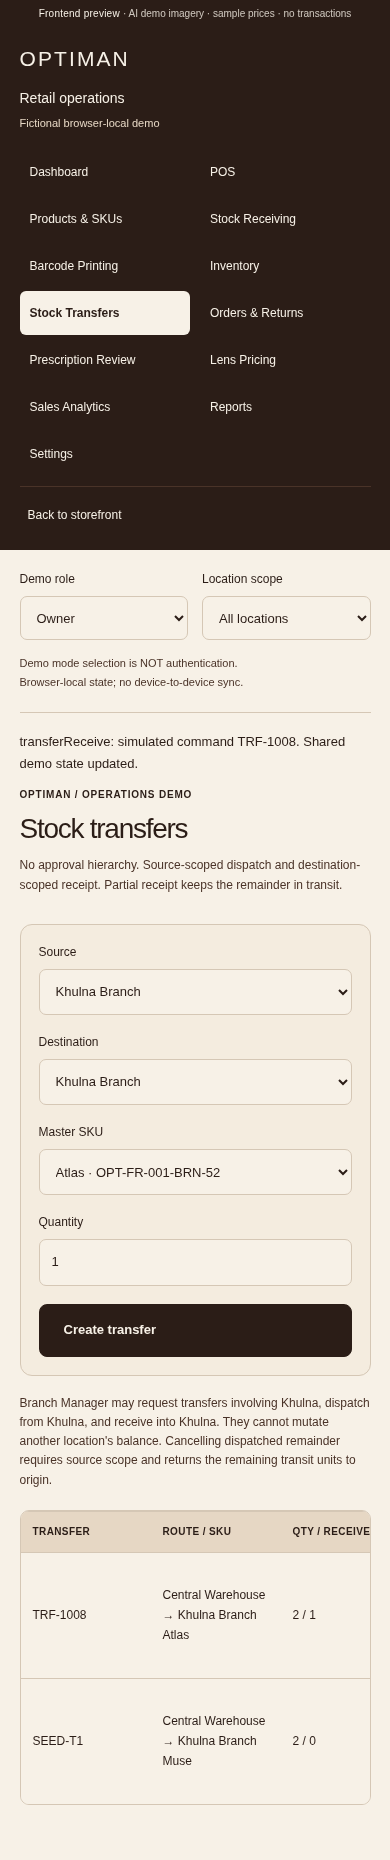 Frontend preview · AI demo imagery · sample prices · no transactions
OPTIMAN
Retail operations
Fictional browser-local demo
Dashboard
POS
Products & SKUs
Stock Receiving
Barcode Printing
Inventory
Stock Transfers
Orders & Returns
Prescription Review
Lens Pricing
Sales Analytics
Reports
Settings
Back to storefront
Demo role
Location scope
Owner
All locations
Demo mode selection is NOT authentication.
Browser-local state; no device-to-device sync.
transferReceive: simulated command TRF-1008. Shared
demo state updated.
OPTIMAN / OPERATIONS DEMO
Stock transfers
No approval hierarchy. Source-scoped dispatch and destination-
scoped receipt. Partial receipt keeps the remainder in transit.
Source
Khulna Branch
Destination
Khulna Branch
Master SKU
Atlas · OPT-FR-001-BRN-52
Quantity
1
Create transfer
Branch Manager may request transfers involving Khulna, dispatch
from Khulna, and receive into Khulna. They cannot mutate
another location's balance. Cancelling dispatched remainder
requires source scope and returns the remaining transit units to
origin.
TRANSFER
ROUTE / SKU
QTY / RECEIVE
TRF-1008
Central Warehouse
→ Khulna Branch
Atlas
2 / 1
SEED-T1
Central Warehouse
→ Khulna Branch
Muse
2 / 0